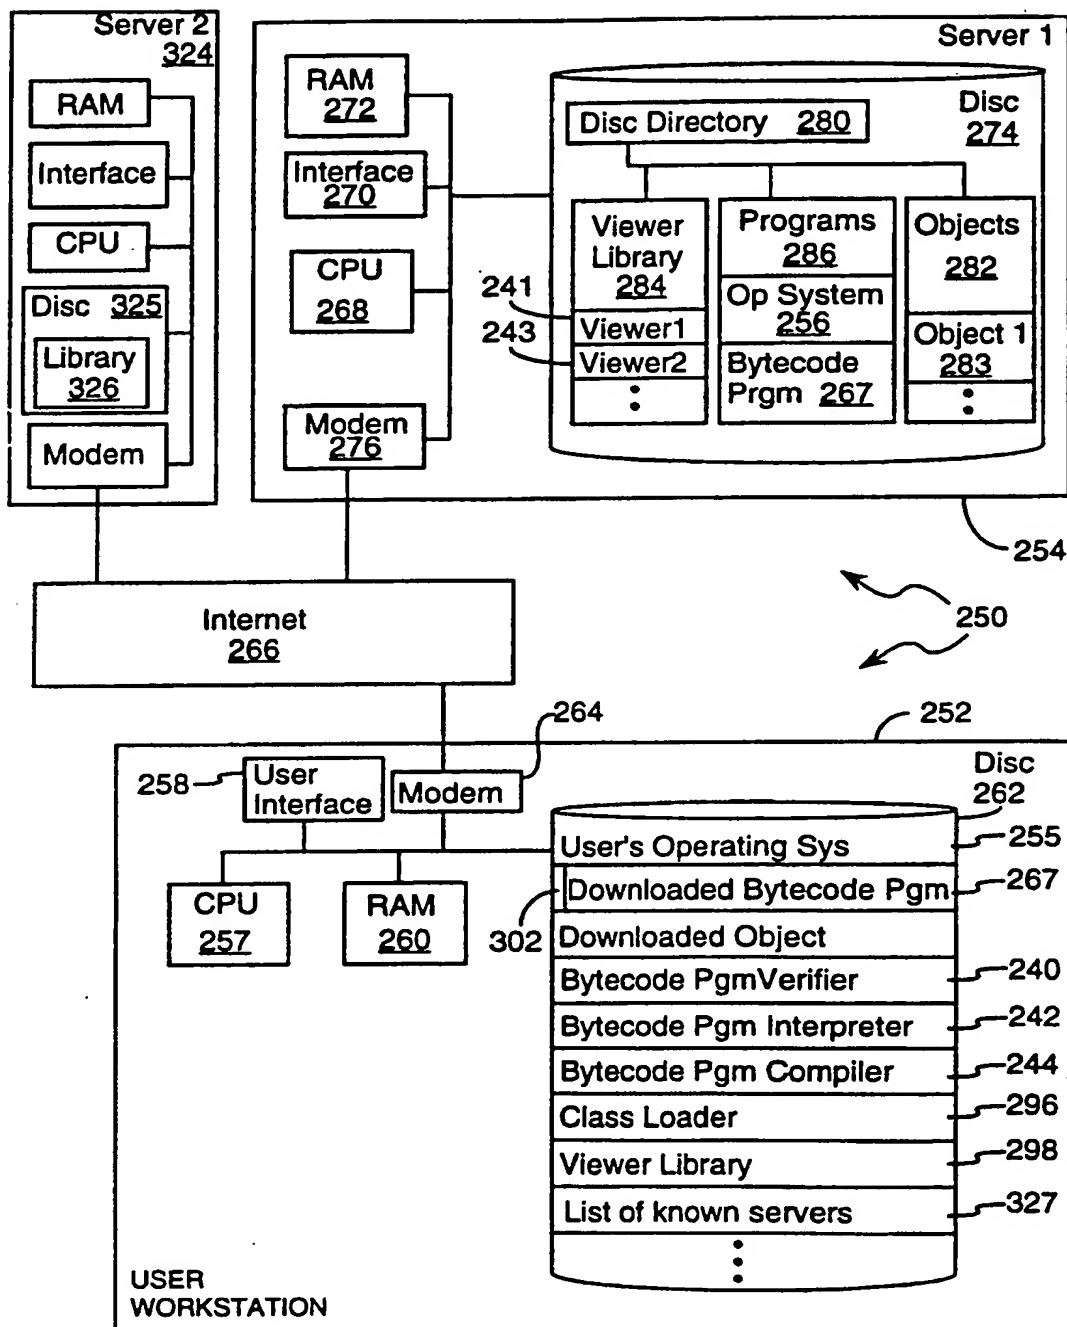 Server 2
324
RAM
Interface
CPU
Disc 325
Library
326
Modem
Server 1
RAM
272
Interface
270
CPU
268
Modem
276
Disc
274
Disc Directory 280
Viewer
Library
284
Viewer1
Viewer2
241
243
Programs
286
Op System
256
Bytecode
Prgm 267
Objects
282
Object 1
283
254
250
Internet
266
252
264
258
User
Interface
Modem
CPU
257
RAM
260
Disc
262
User's Operating Sys
255
Downloaded Bytecode Pgm
267
302
Downloaded Object
Bytecode PgmVerifier
240
Bytecode Pgm Interpreter
242
Bytecode Pgm Compiler
244
Class Loader
296
Viewer Library
298
List of known servers
327
USER
WORKSTATION